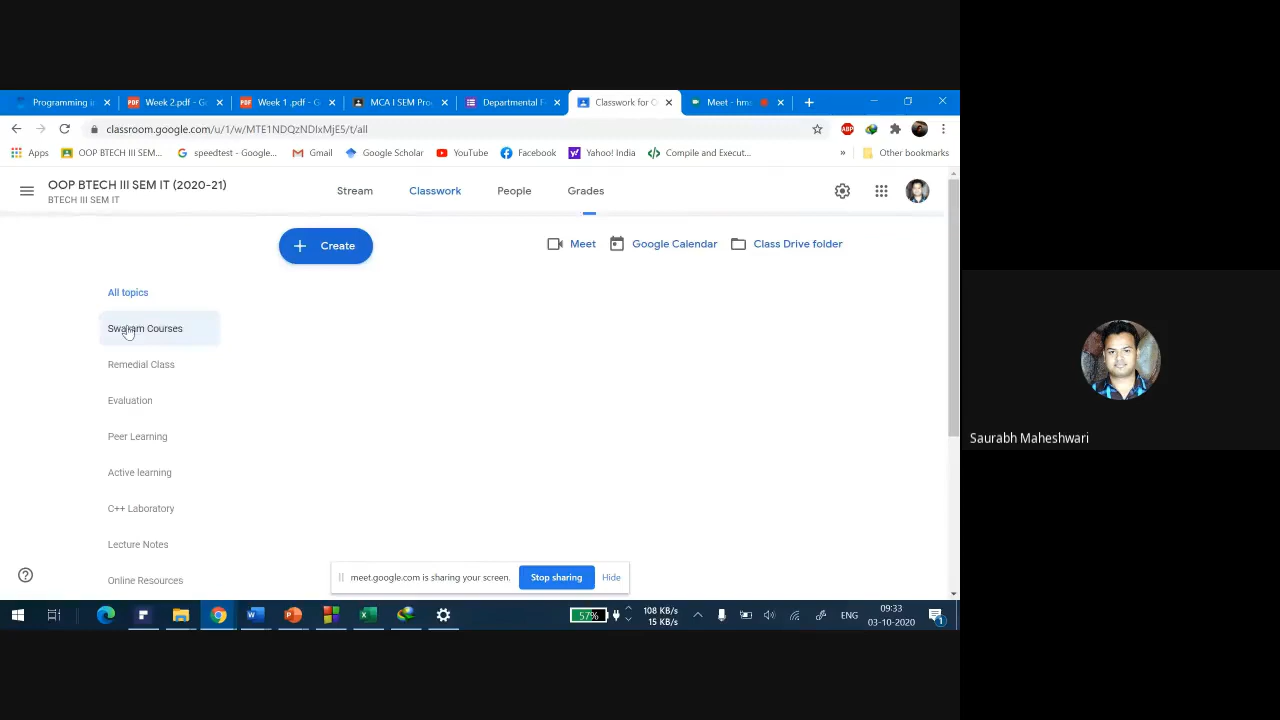 Programming i
Week 2.pdf - G
Week 1 .pdf - G
MCA I SEM Pro
Departmental F
Classwork for O
Meet - hm
classroom.google.com/u/1/w/MTE1NDQzNDIxMjE5/t/all
ABP
Apps
OOP BTECH III SEM...
speedtest - Google...
Gmail
Google Scholar
YouTube
Facebook
Yahoo! India
Compile and Execut...
»
Other bookmarks
OOP BTECH III SEM IT (2020-21)
BTECH III SEM IT
Stream
Classwork
People
Grades
+ Create
Meet
Google Calendar
Class Drive folder
All topics
Swayam Courses
Remedial Class
Evaluation
Peer Learning
Active learning
C++ Laboratory
Lecture Notes
Online Resources
meet.google.com is sharing your screen.
Stop sharing
Hide
57%
108 KB/s
15 KB/s
ENG
09:33
03-10-2020
1
Saurabh Maheshwari